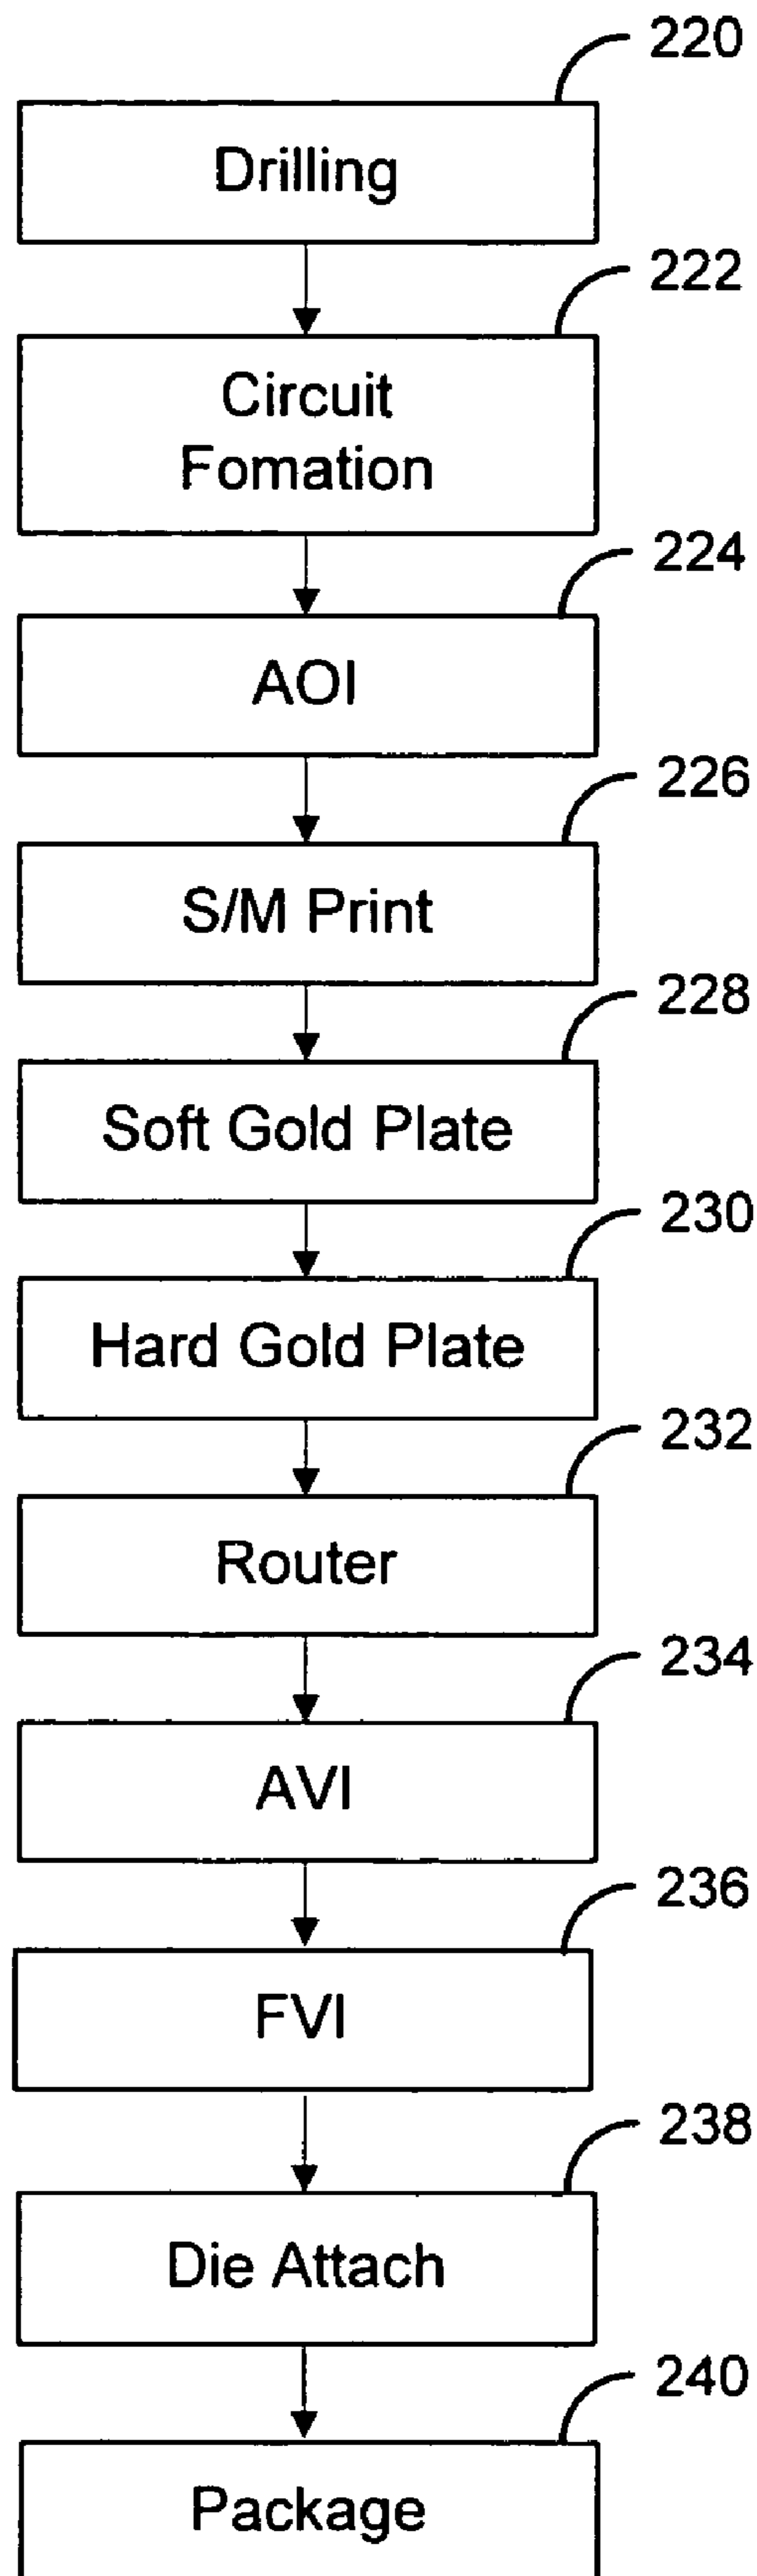 220
Drilling
222
Circuit
Fomation
224
AOI
226
S/M Print
228
Soft Gold Plate
230
Hard Gold Plate
232
Router
234
AVI
236
FVI
238
Die Attach
240
Package